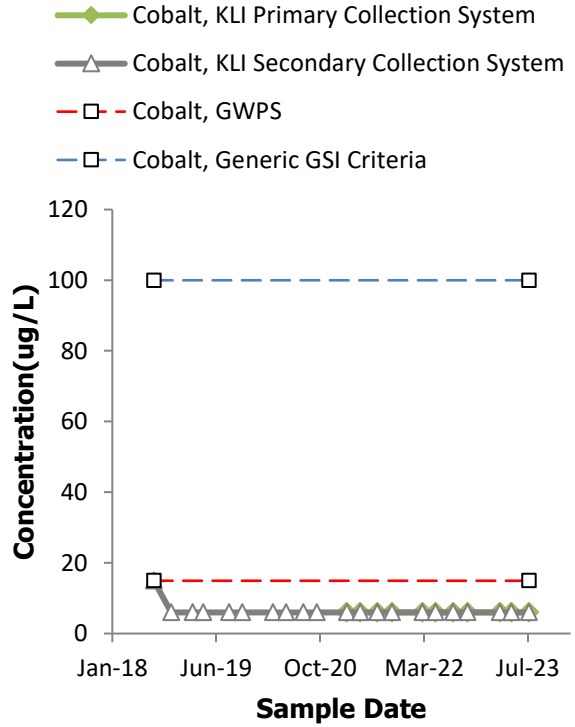 Cobalt, KLI Primary Collection System
Cobalt, KLI Secondary Collection System
Cobalt, GWPS
Cobalt, Generic GSI Criteria
120
100
80
60
40
20
0
Concentration(ug/L)
Jan-18 Jun-19 Oct-20 Mar-22 Jul-23
Sample Date